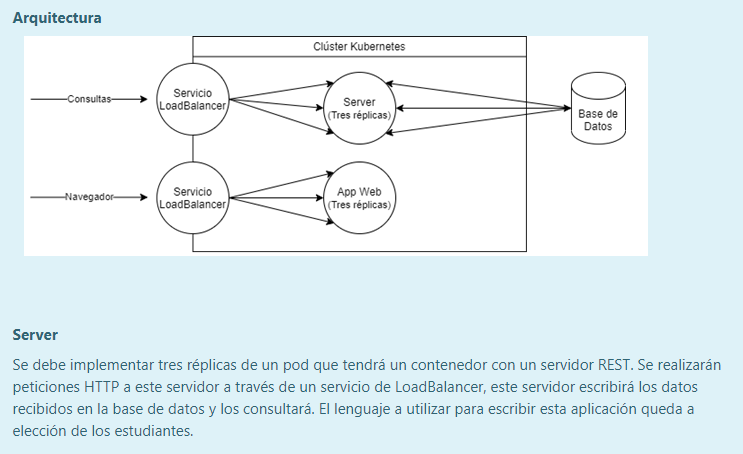 Arquitectura
Clúster Kubernetes
Consultas
Servicio
LoadBalancer
Server
(Tres réplicas)
Base de
Datos
Navegador
Servicio
LoadBalancer
App Web
(Tres réplicas)
Server
Se debe implementar tres réplicas de un pod que tendrá un contenedor con un servidor REST. Se realizarán
peticiones HTTP a este servidor a través de un servicio de LoadBalancer, este servidor escribirá los datos
recibidos en la base de datos y los consultará. El lenguaje a utilizar para escribir esta aplicación queda a
elección de los estudiantes.